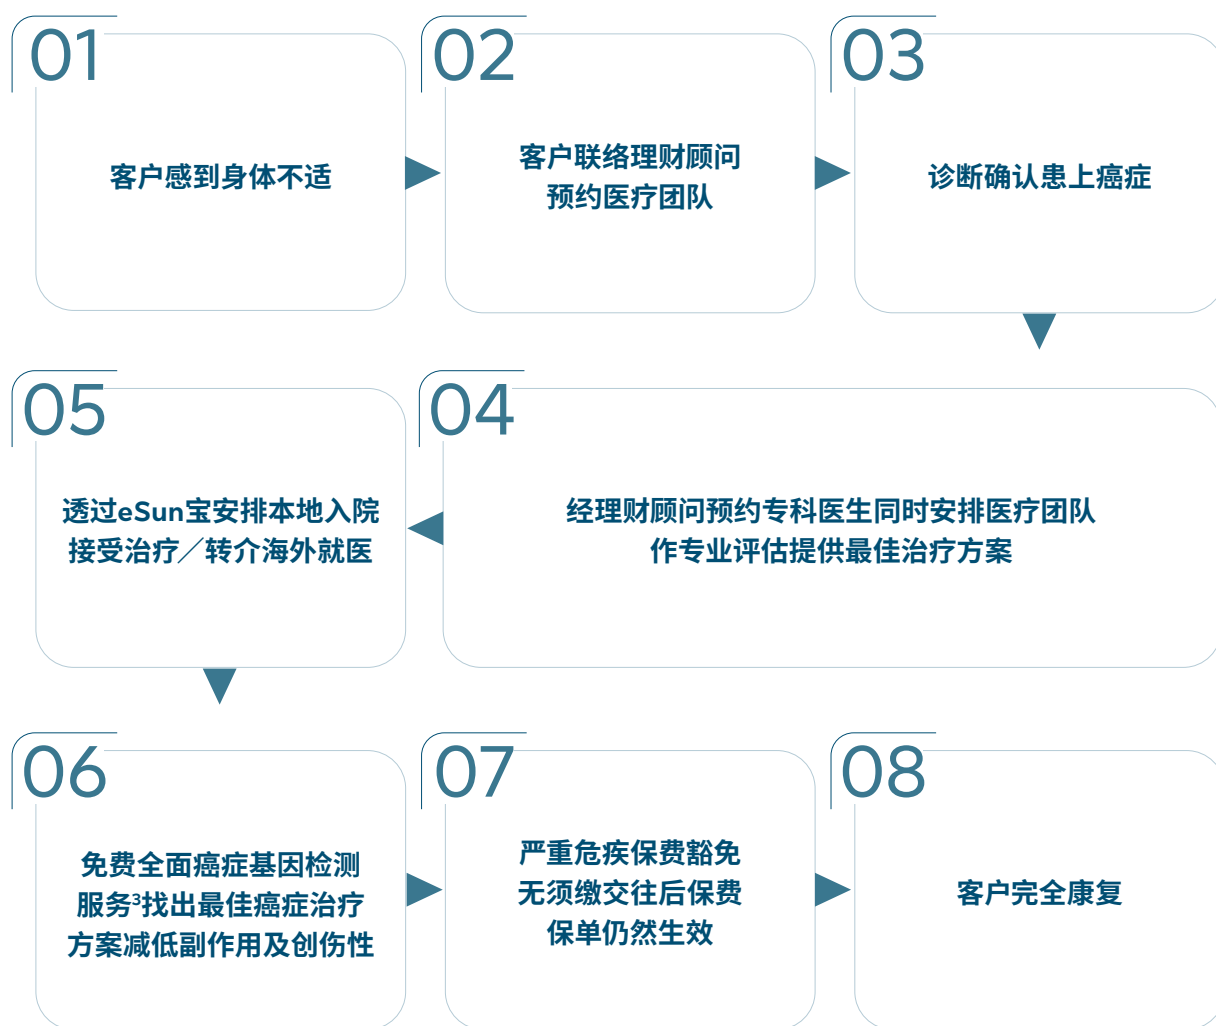 01
客户感到身体不适
02
客户联络理财顾问
预约医疗团队
03
诊断确认患上癌症
04
经理财顾问预约专科医生同时安排医疗团队
作专业评估提供最佳治疗方案
05
透过eSun宝安排本地入院
接受治疗／转介海外就医
06
免费全面癌症基因检测
服务³找出最佳癌症治疗
方案减低副作用及创伤性
07
严重危疾保费豁免
无须缴交往后保费
保单仍然生效
08
客户完全康复